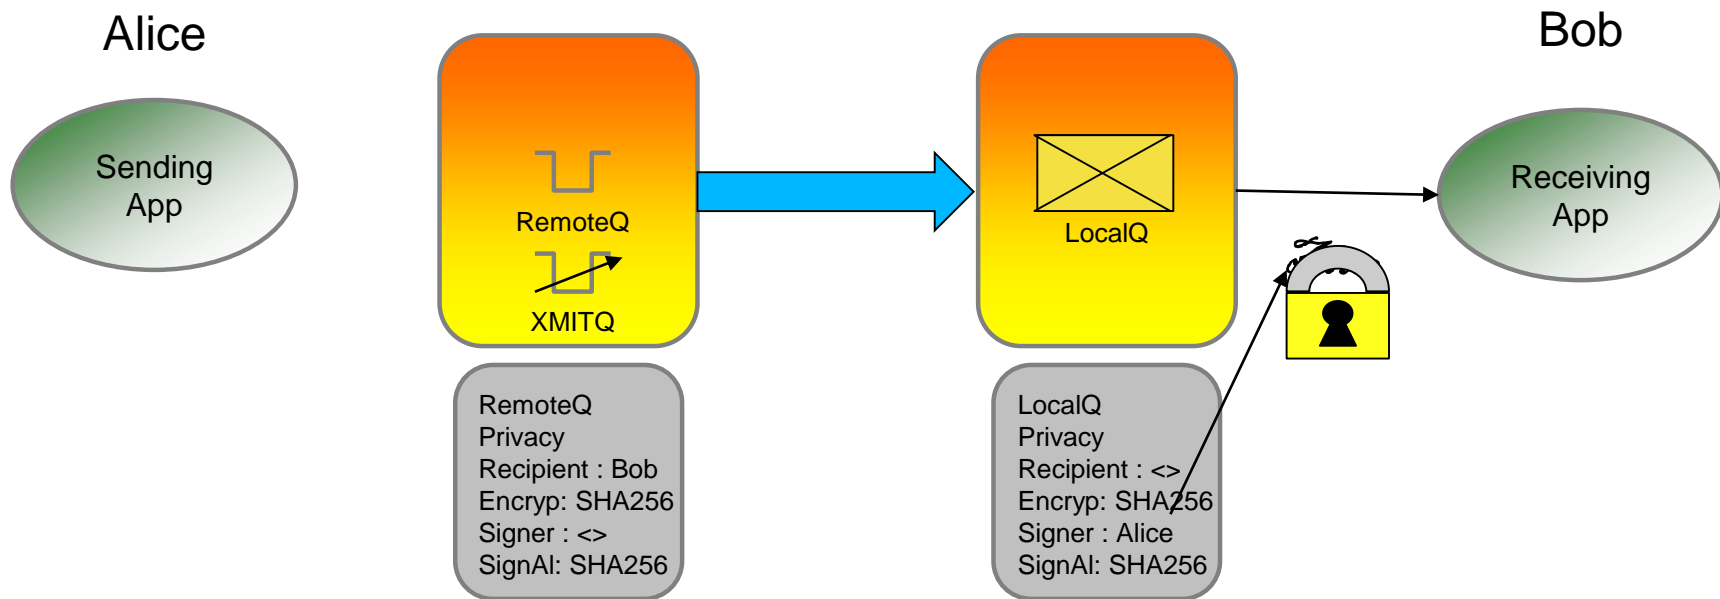 Alice
Bob
Sending
App
RemoteQ
XMITQ
LocalQ
Receiving
App
RemoteQ
Privacy
Recipient : Bob
Encryp: SHA256
Signer : <>
SignAl: SHA256
LocalQ
Privacy
Recipient : <>
Encryp: SHA256
Signer : Alice
SignAl: SHA256